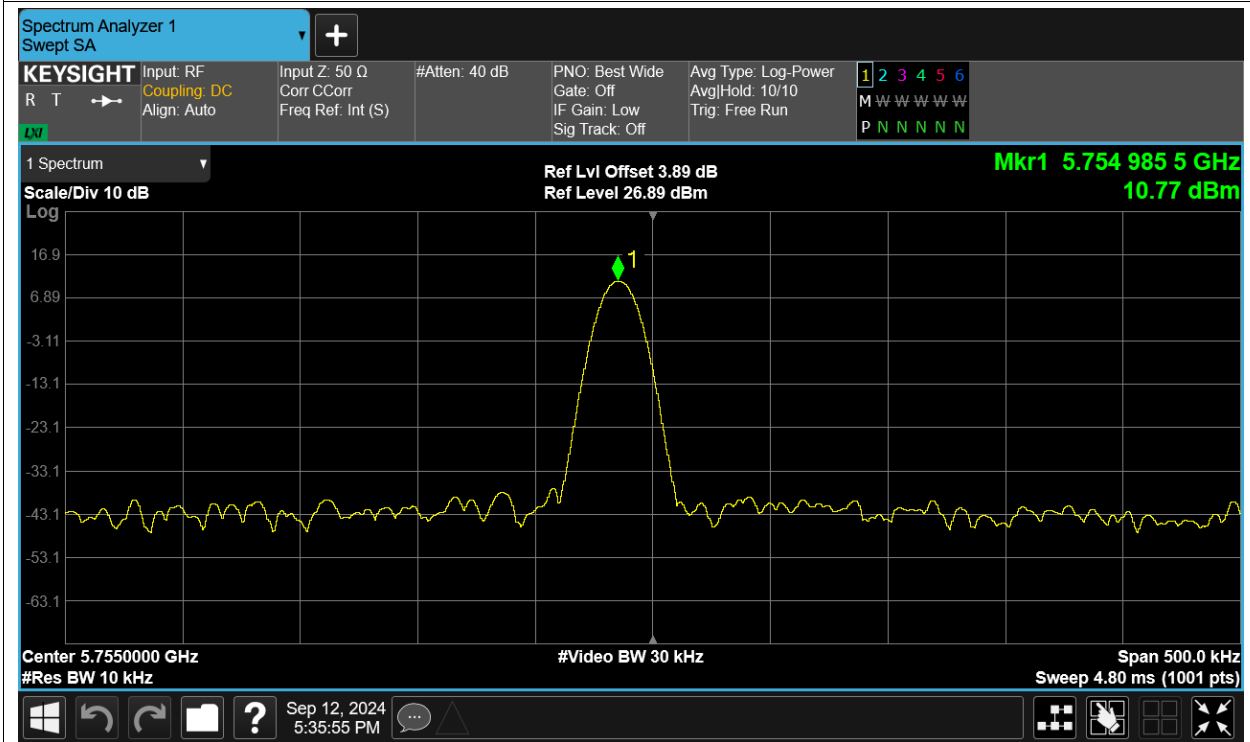 Spectrum Analyzer 1
Swept SA
KEYSIGHT
R T
LXI
Input: RF
Coupling: DC
Align: Auto
Input Z: 50 Ω
Corr CCorr
Freq Ref: Int (S)
#Atten: 40 dB
PNO: Best Wide
Gate: Off
IF Gain: Low
Sig Track: Off
Avg Type: Log-Power
Avg|Hold: 10/10
Trig: Free Run
1 2 3 4 5 6
M W W W W W
P N N N N N
1 Spectrum
Scale/Div 10 dB
Log
Ref Lvl Offset 3.89 dB
Ref Level 26.89 dBm
Mkr1 5.754 985 5 GHz
10.77 dBm
1
16.9
6.89
-3.11
-13.1
-23.1
-33.1
-43.1
-53.1
-63.1
Center 5.7550000 GHz
#Res BW 10 kHz
#Video BW 30 kHz
Span 500.0 kHz
Sweep 4.80 ms (1001 pts)
?
Sep 12, 2024
5:35:55 PM